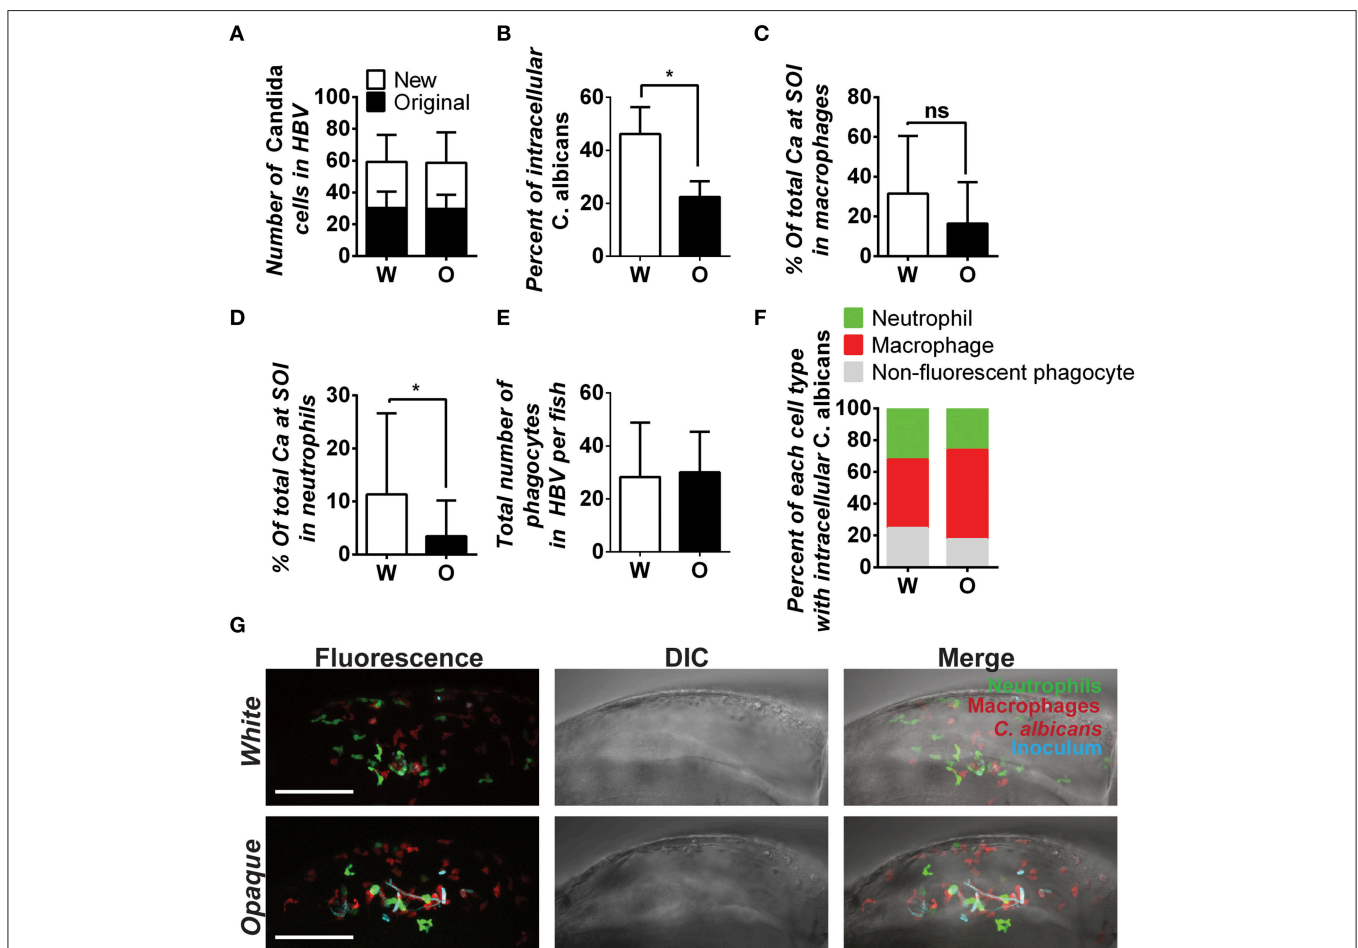 A
Number of Candida
cells in HBV
New
Original
100
80
60
40
20
0
W O
B
Percent of intracellular
C. albicans
*
60
40
20
0
W O
C
% Of total Ca at SOI
in macrophages
ns
80
60
40
20
0
W O
D
% Of total Ca at SOI
in neutrophils
*
30
20
10
0
W O
E
Total number of
phagocytes
in HBV per fish
60
40
20
0
W O
F
Neutrophil
Macrophage
Non-fluorescent phagocyte
Percent of each cell type
with intracellular C. albicans
100
80
60
40
20
0
W O
G
Fluorescence DIC Merge
White
Neutrophils
Macrophages
C. albicans
Inoculum
Opaque